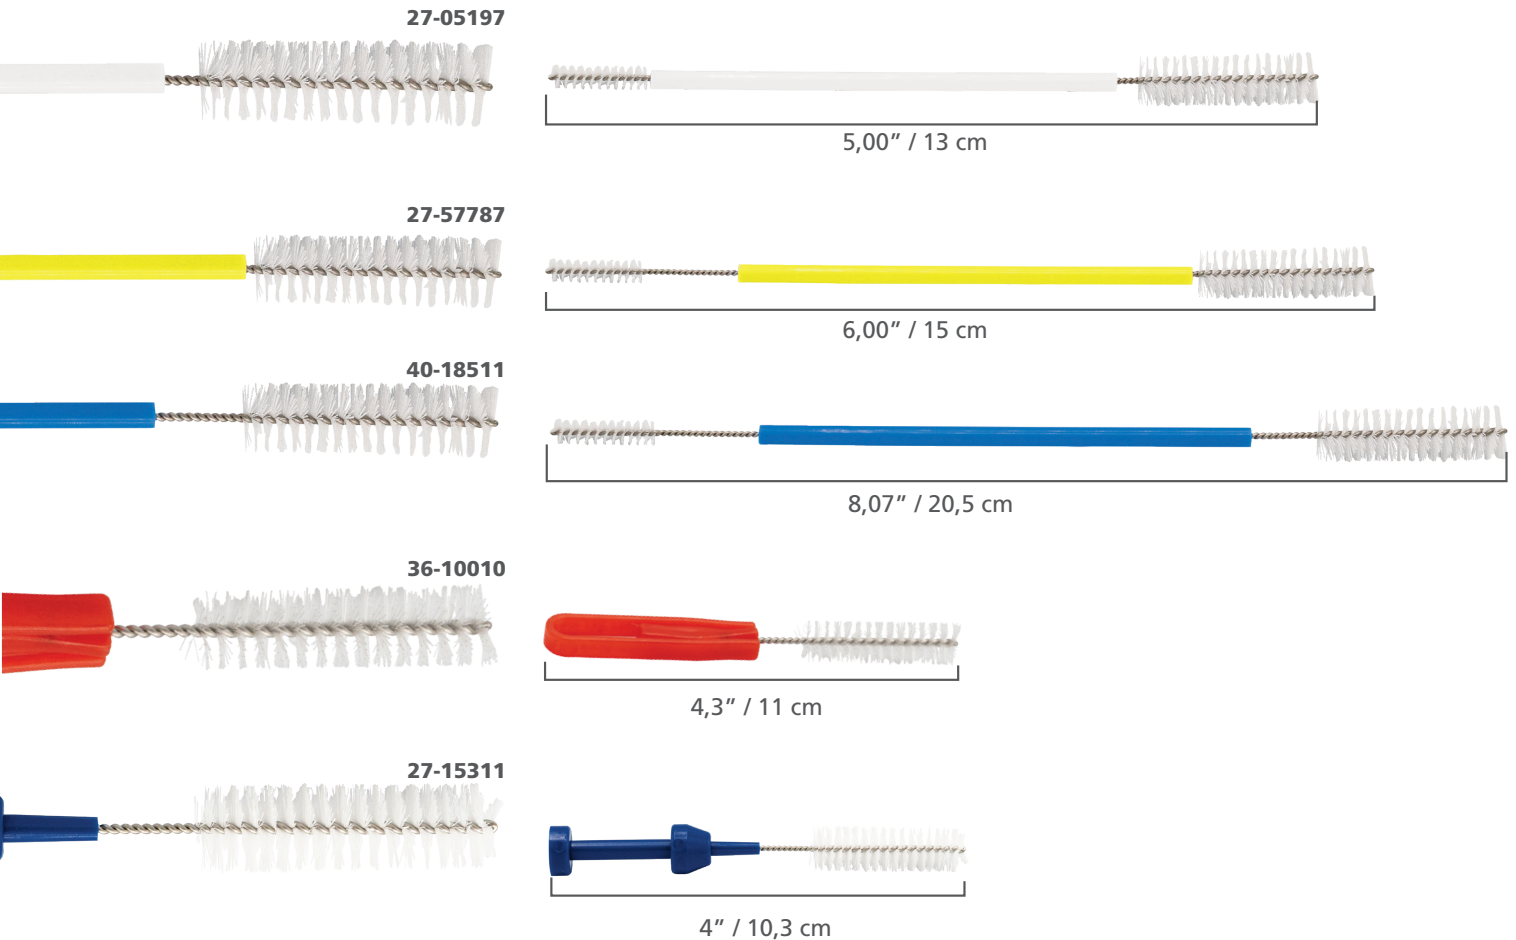 27-05197
5,00” / 13 cm
27-57787
6,00” / 15 cm
40-18511
8,07” / 20,5 cm
36-10010
4,3” / 11 cm
27-15311
4” / 10,3 cm